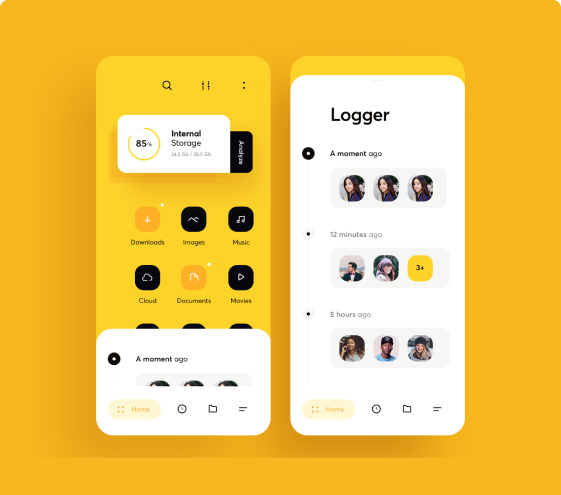 85%
Internal
Storage
24.2 Gb / 28.5 Gb
Analyze
Downloads
Images
Music
Cloud
Documents
Movies
A moment ago
Home
Logger
A moment ago
12 minutes ago
3+
5 hours ago
Home